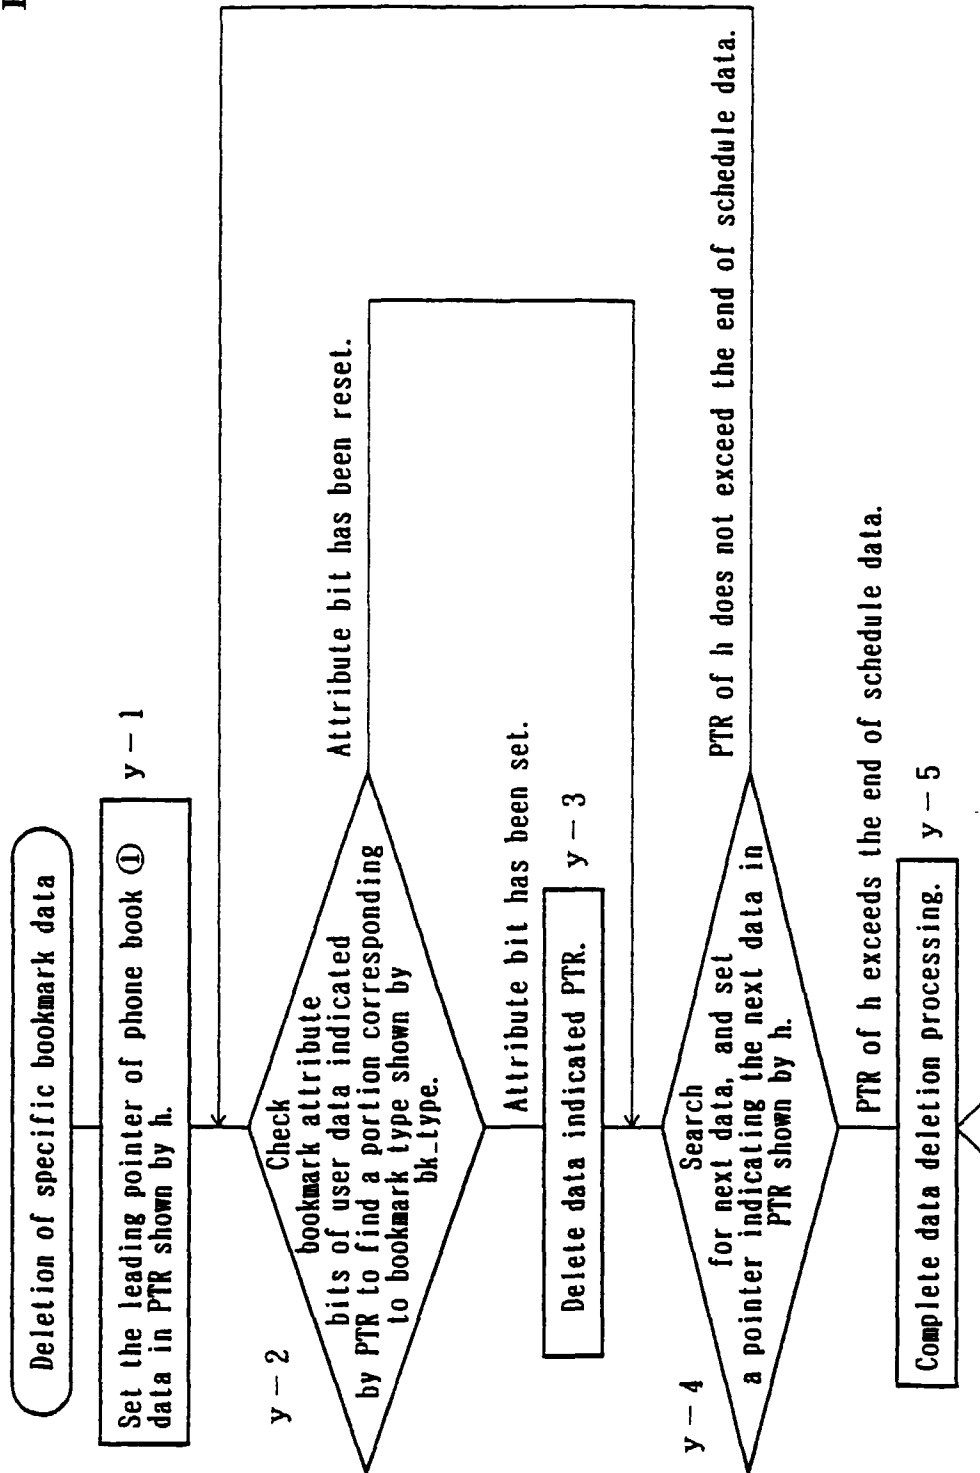 Deletion of specific bookmark data
Set the leading pointer of phone book ①
data in PTR shown by h.
y－1
y－2
Check
bookmark attribute
bits of user data indicated
by PTR to find a portion corresponding
to bookmark type shown by
bk_type.
Attribute bit has been reset.
Attribute bit has been set.
Delete data indicated PTR.
y－3
y－4
Search
for next data, and set
a pointer indicating the next data in
PTR shown by h.
PTR of h does not exceed the end of schedule data.
PTR of h exceeds the end of schedule data.
Complete data deletion processing.
y－5